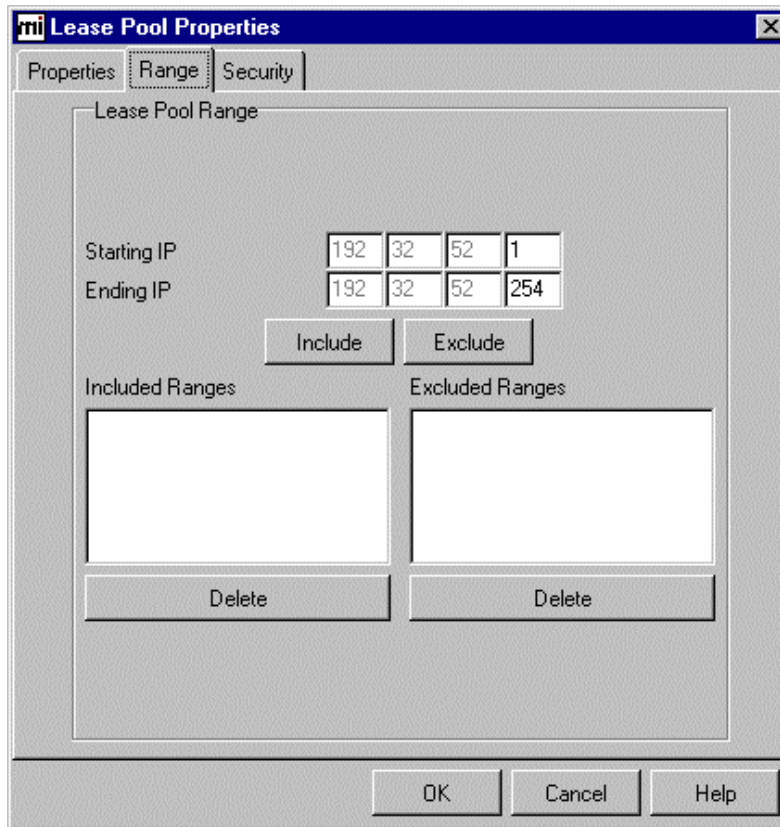 mi Lease Pool Properties
Properties Range Security
Lease Pool Range
Starting IP 192 32 52 1
Ending IP 192 32 52 254
Include Exclude
Included Ranges Excluded Ranges
Delete Delete
OK Cancel Help